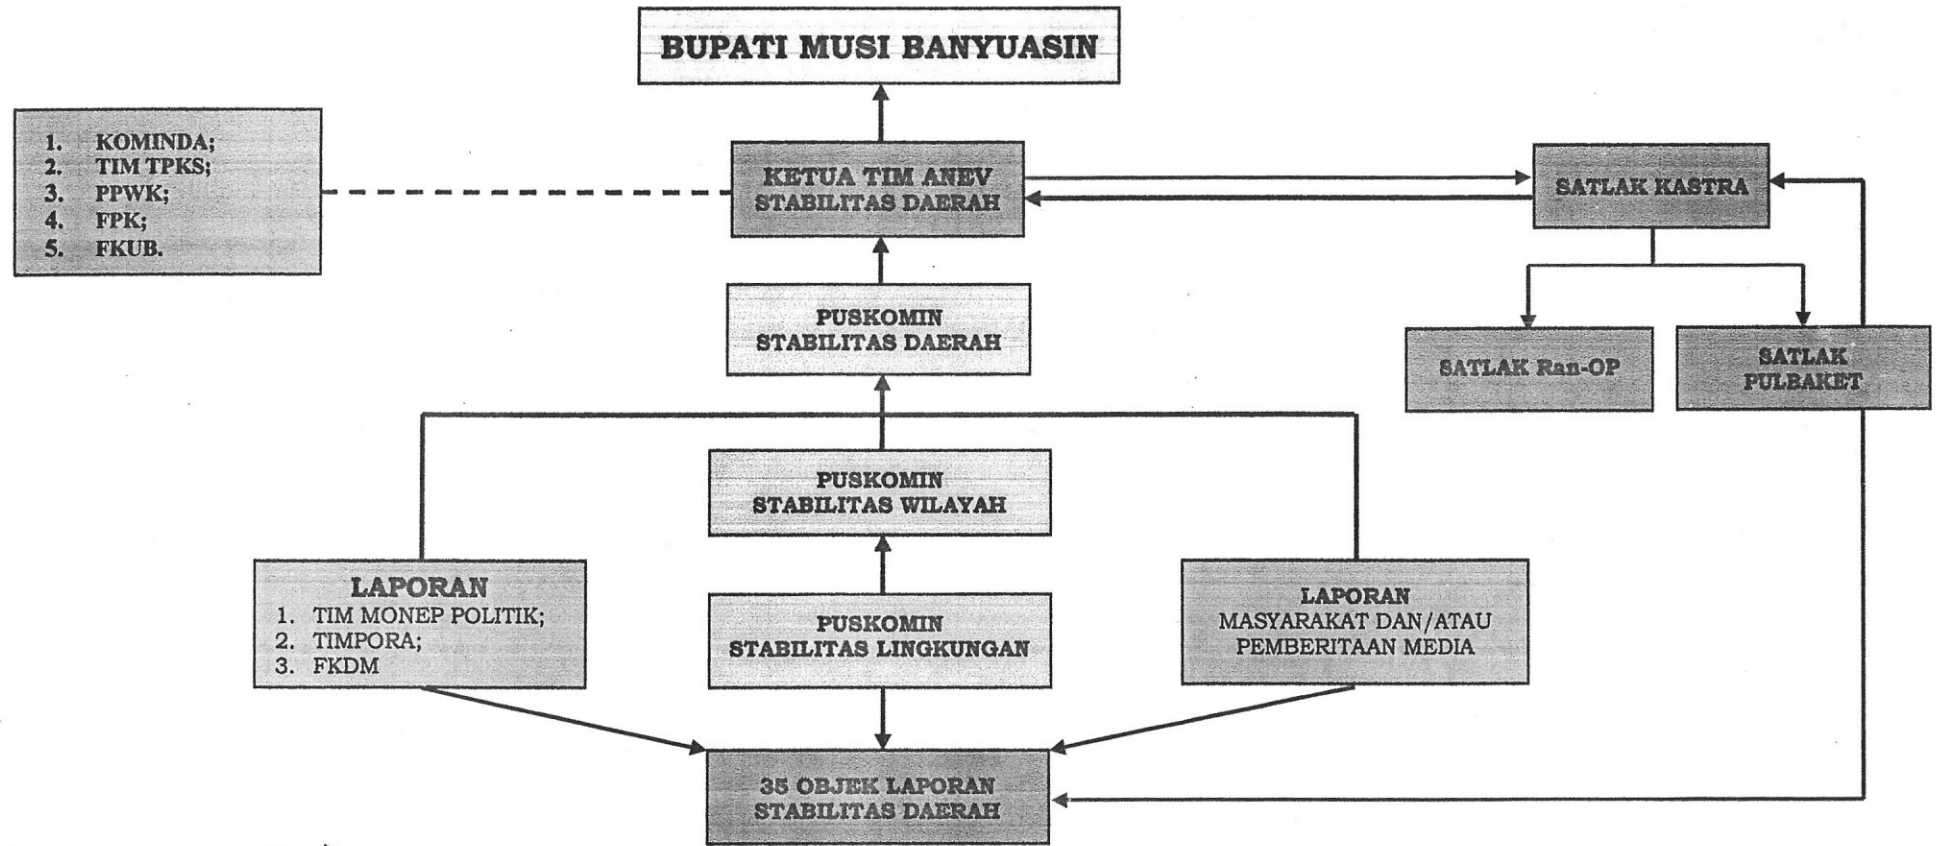 BUPATI MUSI BANYUASIN
1. KOMINDA;
2. TIM TPKS;
3. PPWK;
4. FPK;
5. FKUB.
KETUA TIM ANEV
STABILITAS DAERAH
SATLAK KASTRA
PUSKOMIN
STABILITAS DAERAH
SATLAK Ran-OP
SATLAK
PULBAKET
PUSKOMIN
STABILITAS WILAYAH
LAPORAN
1. TIM MONEP POLITIK;
2. TIMPORA;
3. FKDM
PUSKOMIN
STABILITAS LINGKUNGAN
LAPORAN
MASYARAKAT DAN/ATAU
PEMBERITAAN MEDIA
35 OBJEK LAPORAN
STABILITAS DAERAH